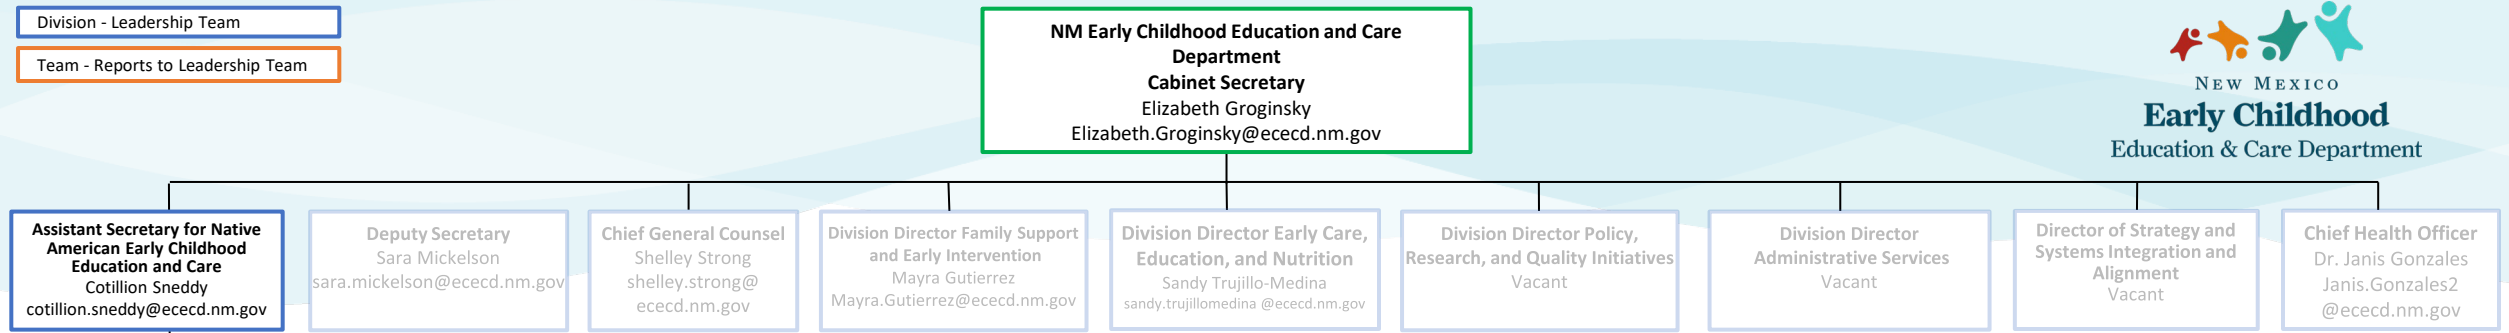 Division - Leadership Team
Team - Reports to Leadership Team
NM Early Childhood Education and Care
Department
Cabinet Secretary
Elizabeth Groginsky
Elizabeth.Groginsky@ececd.nm.gov
NEW MEXICO
Early Childhood
Education & Care Department
Assistant Secretary for Native
American Early Childhood
Education and Care
Cotillion Sneddy
cotillion.sneddy@ececd.nm.gov
Deputy Secretary
Sara Mickelson
sara.mickelson@ececd.nm.gov
Chief General Counsel
Shelley Strong
shelley.strong@
ececd.nm.gov
Division Director Family Support
and Early Intervention
Mayra Gutierrez
Mayra.Gutierrez@ececd.nm.gov
Division Director Early Care,
Education, and Nutrition
Sandy Trujillo-Medina
sandy.trujillomedina @ececd.nm.gov
Division Director Policy,
Research, and Quality Initiatives
Vacant
Division Director
Administrative Services
Vacant
Director of Strategy and
Systems Integration and
Alignment
Vacant
Chief Health Officer
Dr. Janis Gonzales
Janis.Gonzales2
@ececd.nm.gov